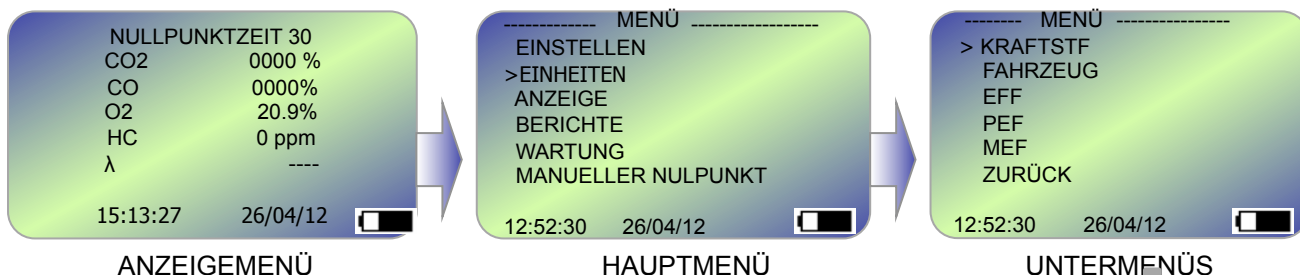 NULLPUNKTZEIT 30
CO2 0000 %
CO 0000%
O2 20.9%
HC 0 ppm
λ ----
15:13:27 26/04/12
ANZEIGEMENÜ
------------- MENÜ ------------------
EINSTELLEN
>EINHEITEN
ANZEIGE
BERICHTE
WARTUNG
MANUELLER NULPUNKT
12:52:30 26/04/12
HAUPTMENÜ
-------- MENÜ ----------------
> KRAFTSTF
FAHRZEUG
EFF
PEF
MEF
ZURÜCK
12:52:30 26/04/12
UNTERMENÜS